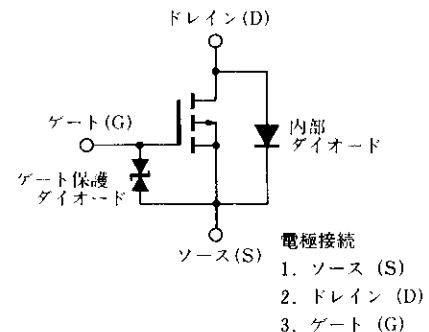 ドレイン(D)
ゲート(G)
内部
ダイオード
ゲート保護
ダイオード
ソース(S)
電極接続
1. ソース (S)
2. ドレイン (D)
3. ゲート (G)